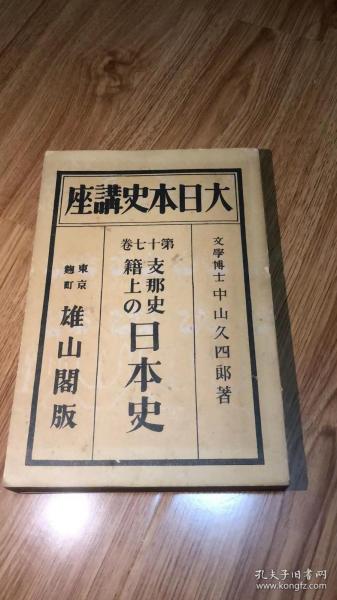 大日本史講座
文學博士 中山久四郎著
第十七卷
支那史籍上の日本史
東京麹町 雄山閣版
孔夫子旧书网
www.kongfz.com